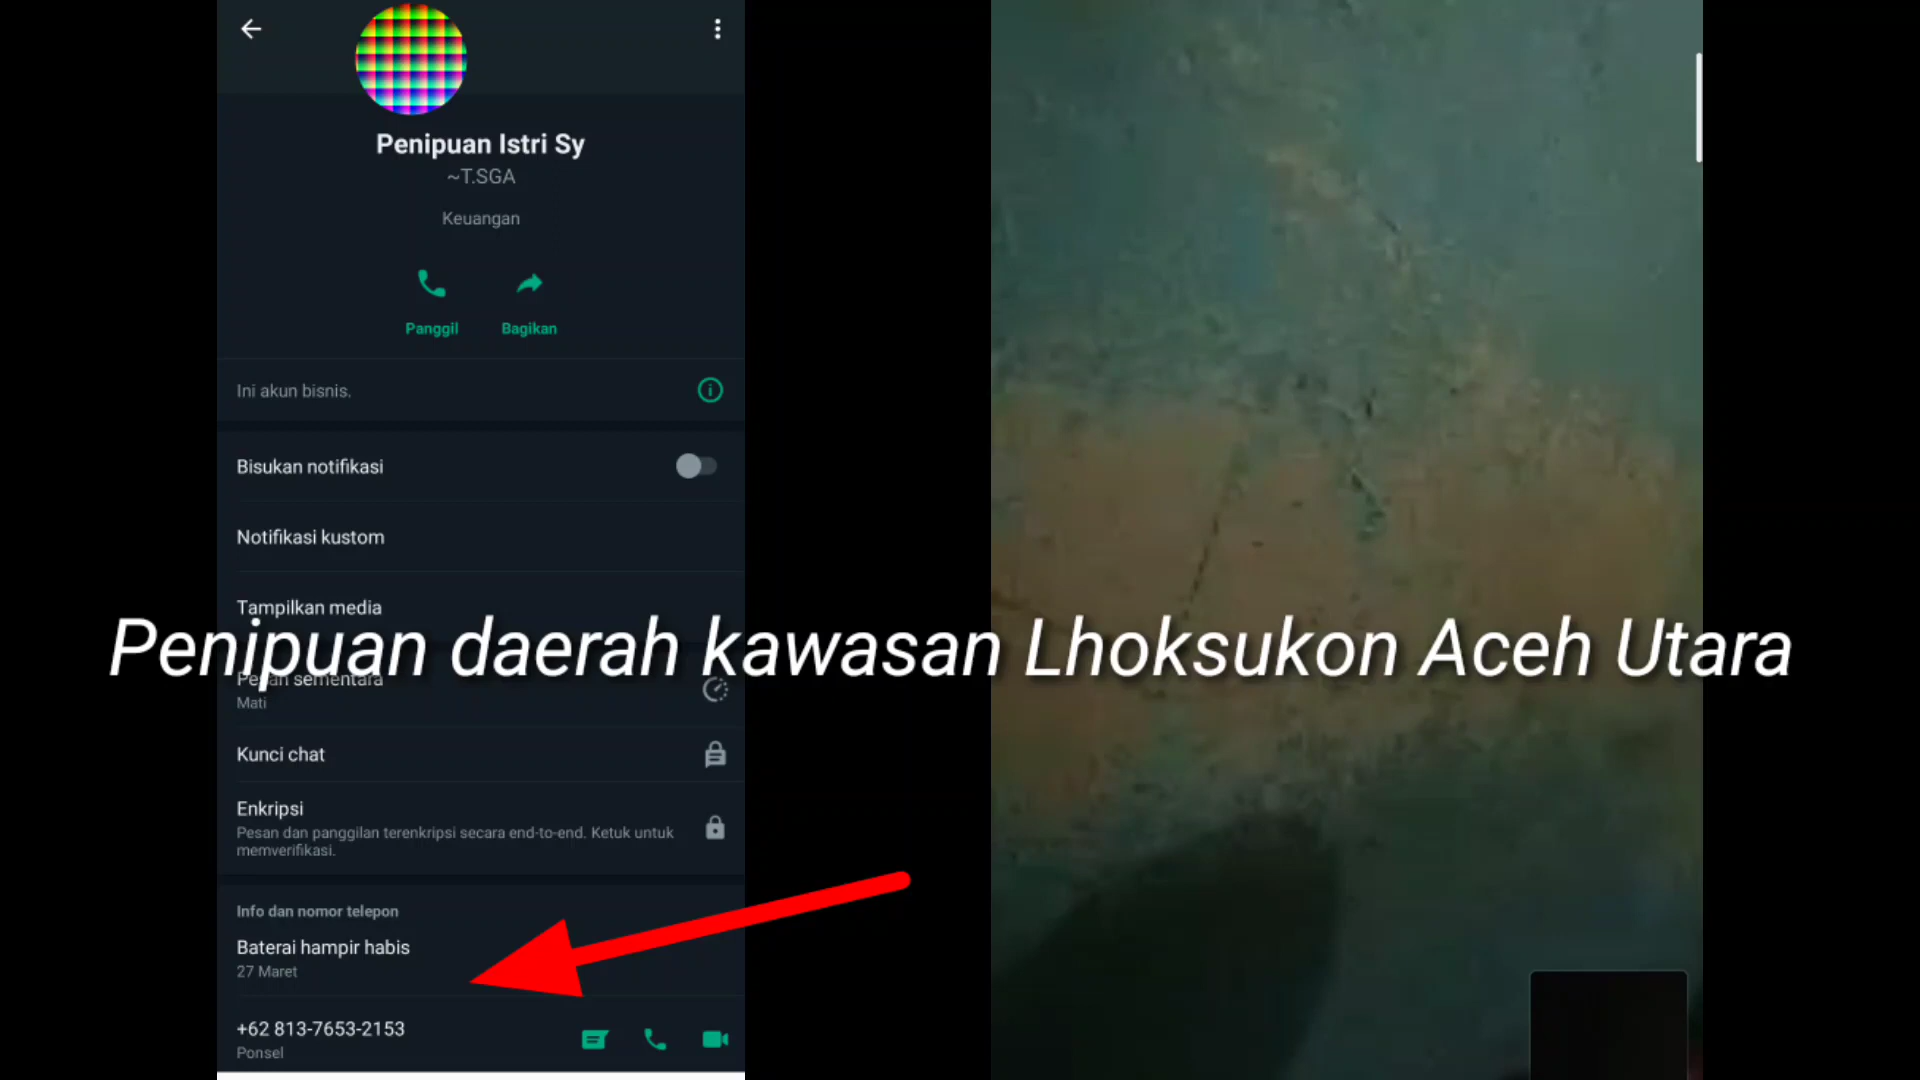 Penipuan Istri Sy
~T.SGA
Keuangan
Panggil
Bagikan
Ini akun bisnis.
Bisukan notifikasi
Notifikasi kustom
Tampilkan media
Penipuan daerah kawasan Lhoksukon Aceh Utara
Pesan sementara
Mati
Kunci chat
Enkripsi
Pesan dan panggilan terenkripsi secara end-to-end. Ketuk untuk
memverifikasi.
Info dan nomor telepon
Baterai hampir habis
27 Maret
+62 813-7653-2153
Ponsel